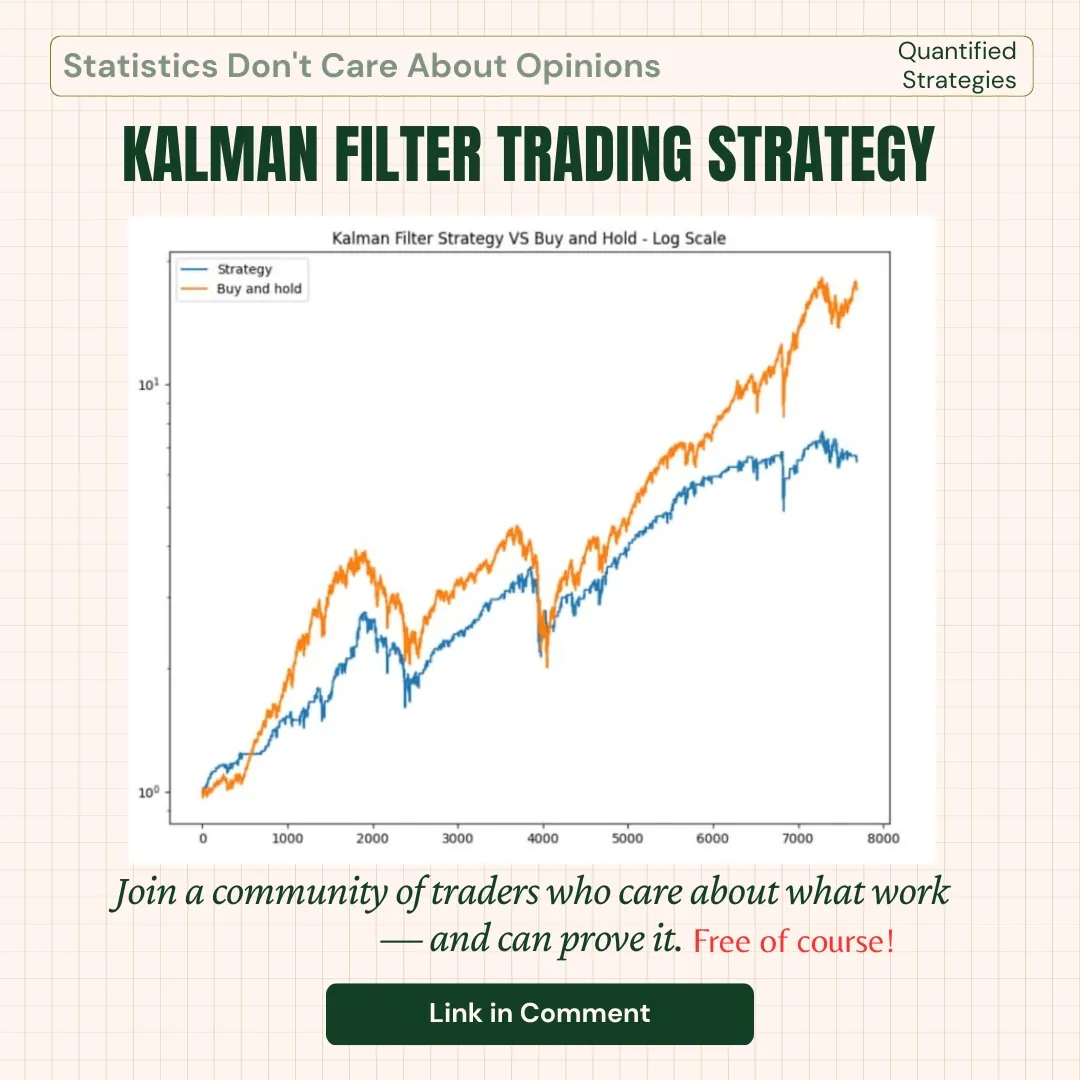 Statistics Don't Care About Opinions
Quantified
Strategies
KALMAN FILTER TRADING STRATEGY
Kalman Filter Strategy VS Buy and Hold - Log Scale
Strategy
Buy and hold
10¹
10⁰
0 1000 2000 3000 4000 5000 6000 7000 8000
Join a community of traders who care about what work
— and can prove it. Free of course!
Link in Comment